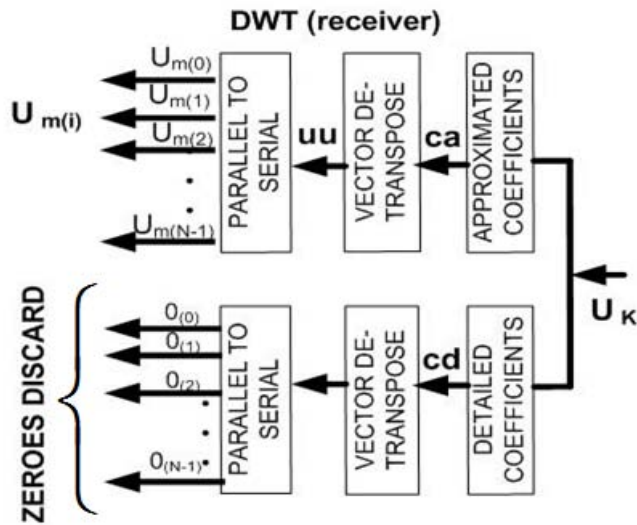 DWT (receiver)
U m(i)
Um(0)
Um(1)
Um(2)
Um(N-1)
PARALLEL TO
SERIAL
uu
VECTOR DE-
TRANSPOSE
ca
APPROXIMATED
COEFFICIENTS
U K
ZEROES DISCARD
0(0)
0(1)
0(2)
0(N-1)
PARALLEL TO
SERIAL
VECTOR DE-
TRANSPOSE
cd
DETAILED
COEFFICIENTS